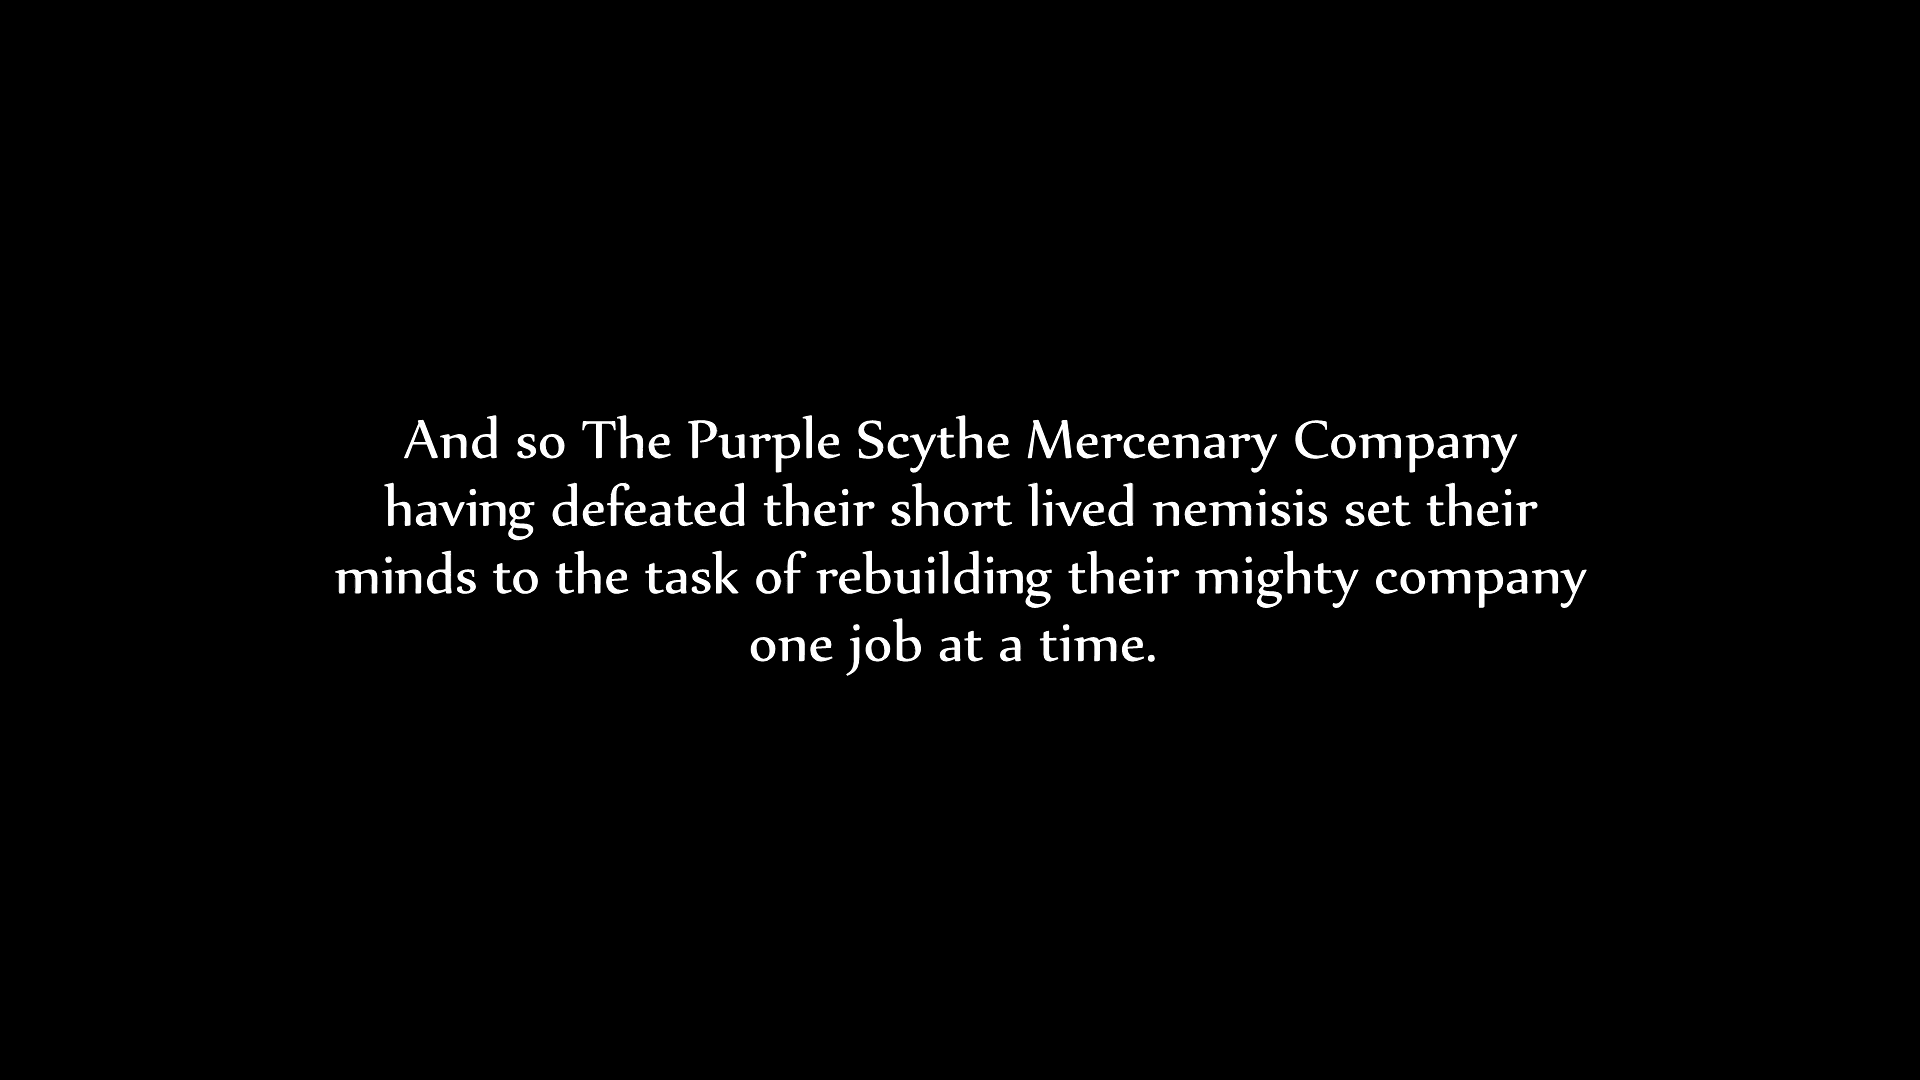 And so The Purple Scythe Mercenary Company
having defeated their short lived nemisis set their
minds to the task of rebuilding their mighty company
one job at a time.